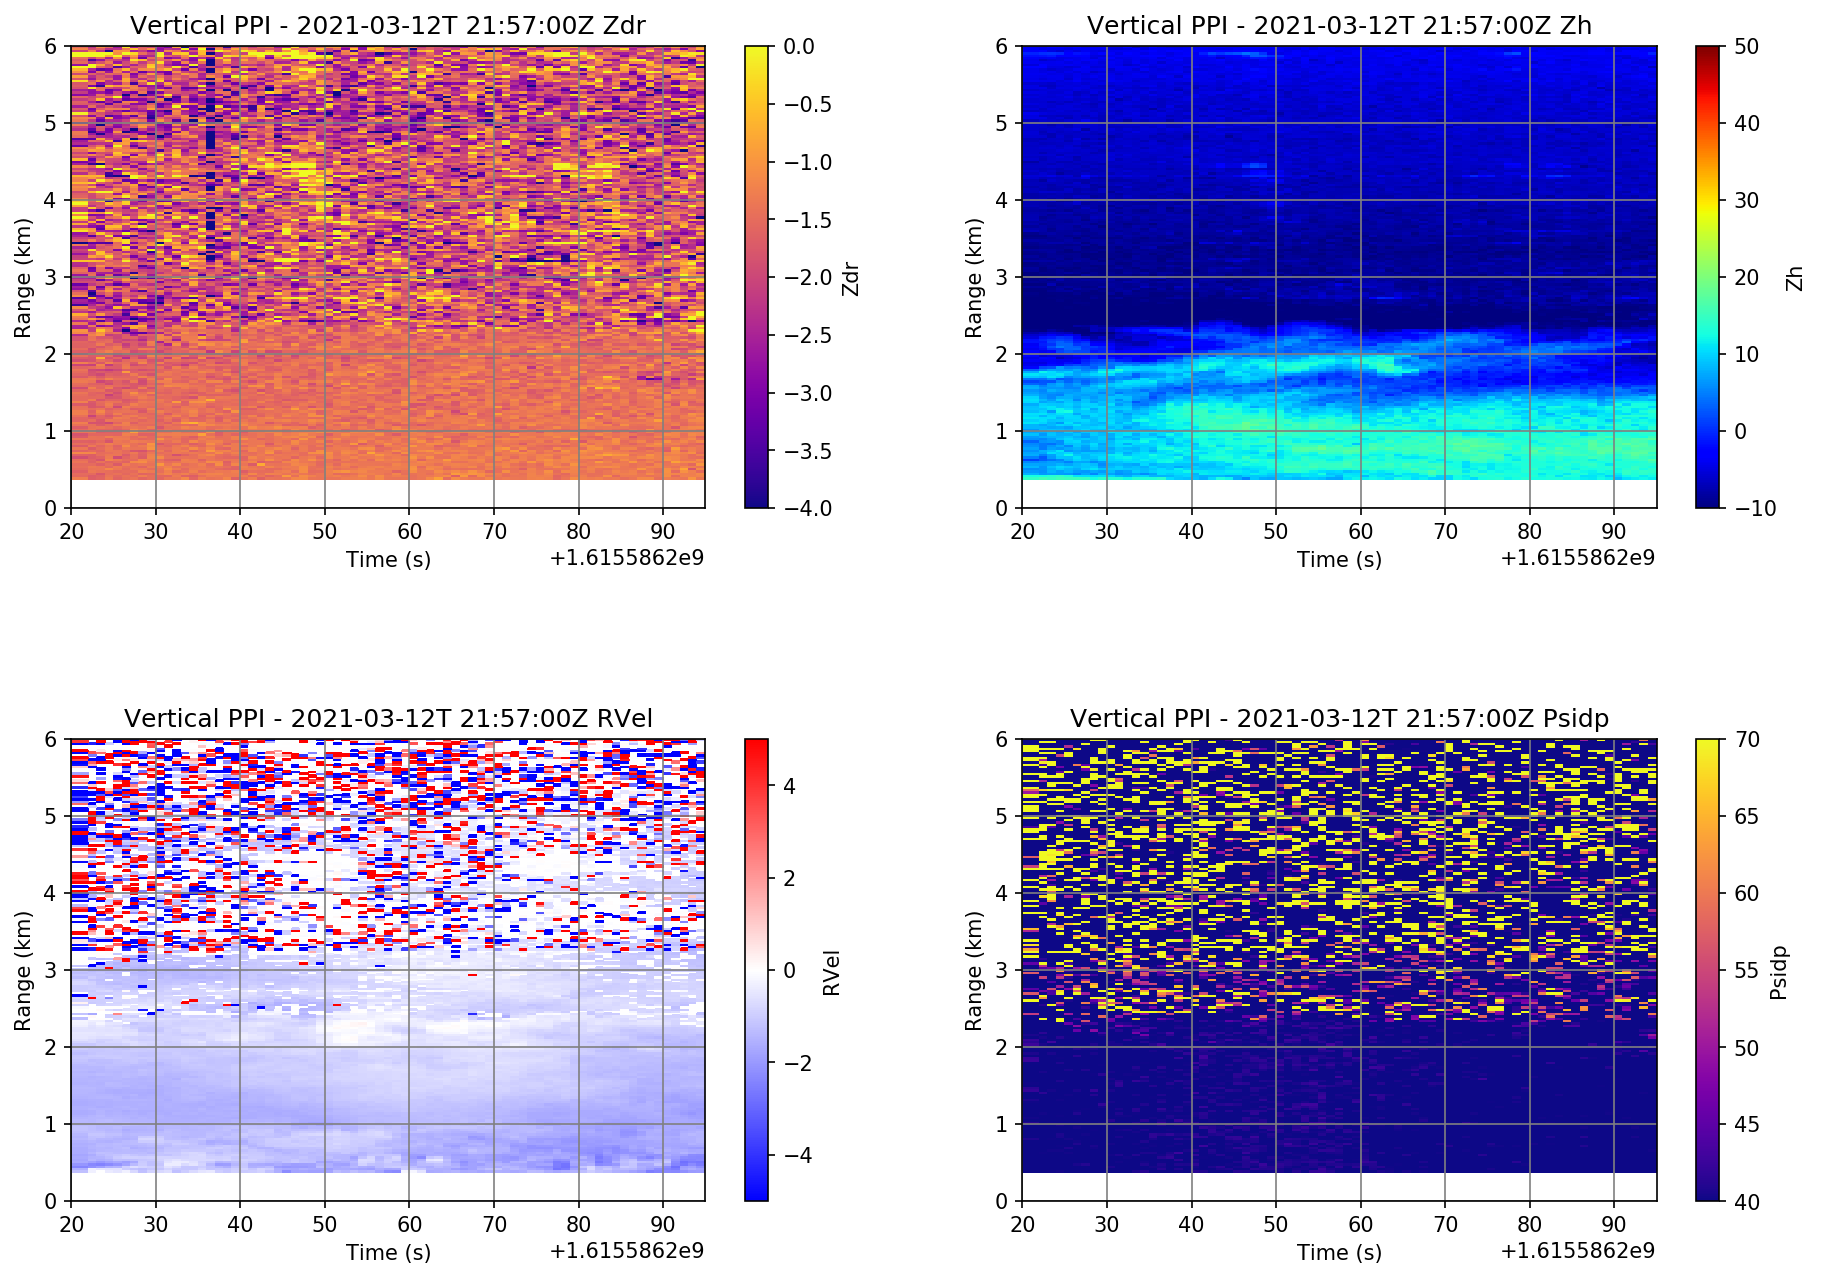 Vertical PPI - 2021-03-12T 21:57:00Z Zdr
6
5
4
3
2
1
0
Range (km)
20 30 40 50 60 70 80 90
Time (s)
+1.6155862e9
0.0
−0.5
−1.0
−1.5
−2.0
−2.5
−3.0
−3.5
−4.0
Zdr
Vertical PPI - 2021-03-12T 21:57:00Z Zh
6
5
4
3
2
1
0
Range (km)
20 30 40 50 60 70 80 90
Time (s)
+1.6155862e9
50
40
30
20
10
0
−10
Zh
Vertical PPI - 2021-03-12T 21:57:00Z RVel
6
5
4
3
2
1
0
Range (km)
20 30 40 50 60 70 80 90
Time (s)
+1.6155862e9
4
2
0
−2
−4
RVel
Vertical PPI - 2021-03-12T 21:57:00Z Psidp
6
5
4
3
2
1
0
Range (km)
20 30 40 50 60 70 80 90
Time (s)
+1.6155862e9
70
65
60
55
50
45
40
Psidp